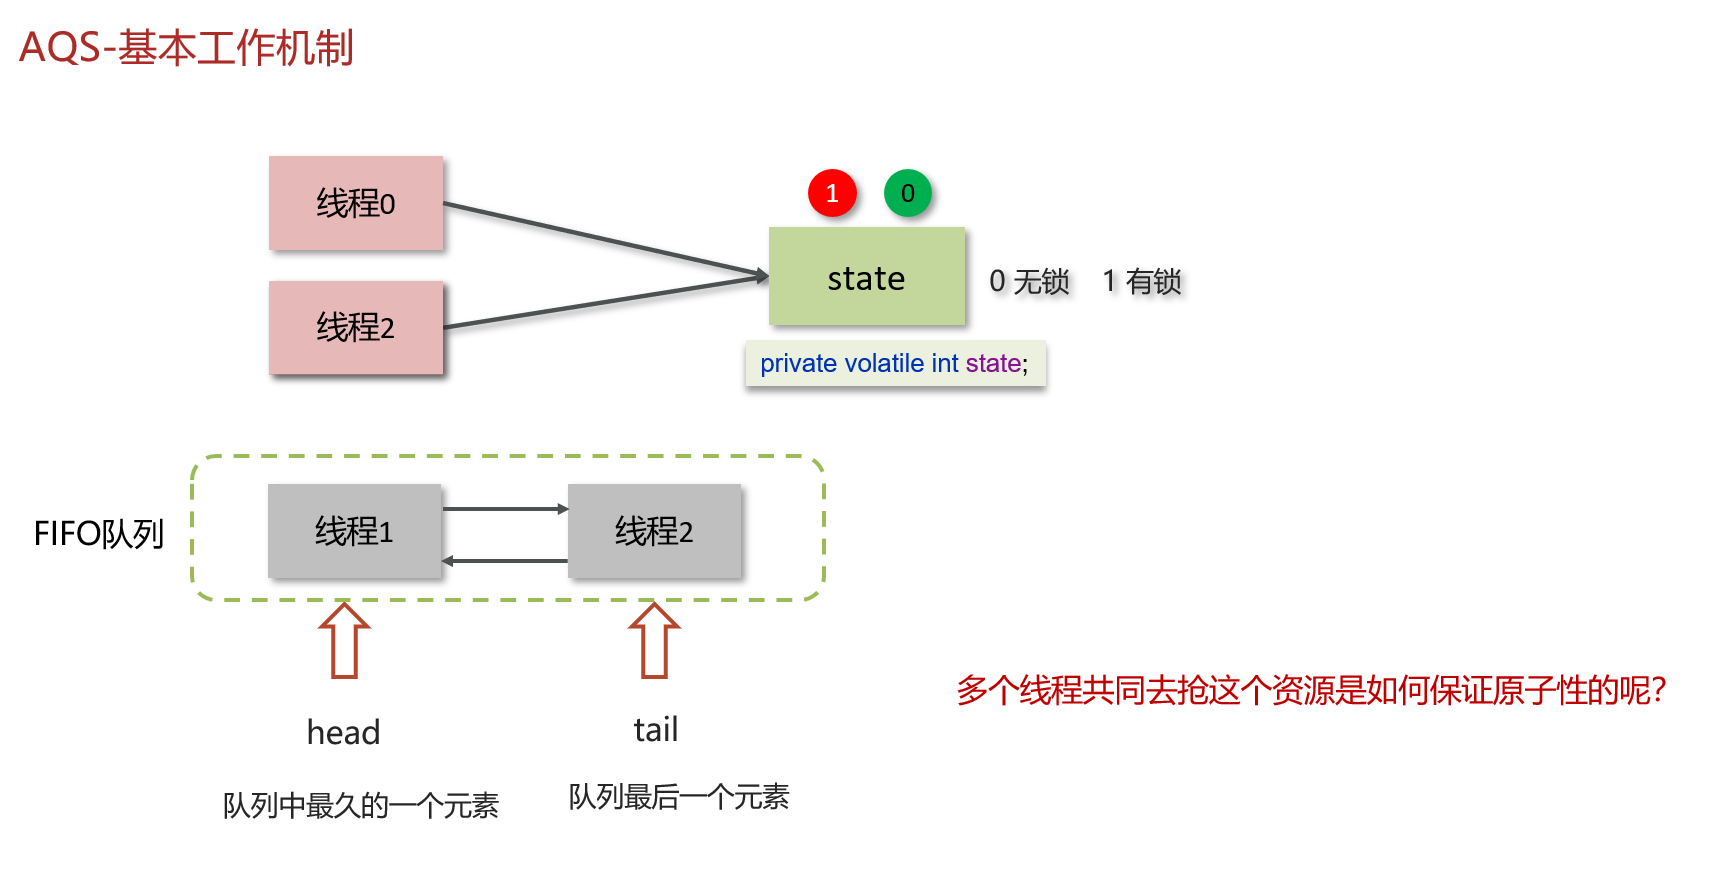 AQS-基本工作机制
线程0
1
0
state
0 无锁 1 有锁
线程2
private volatile int state;
FIFO队列
线程1
线程2
head
tail
队列中最久的一个元素
队列最后一个元素
多个线程共同去抢这个资源是如何保证原子性的呢?